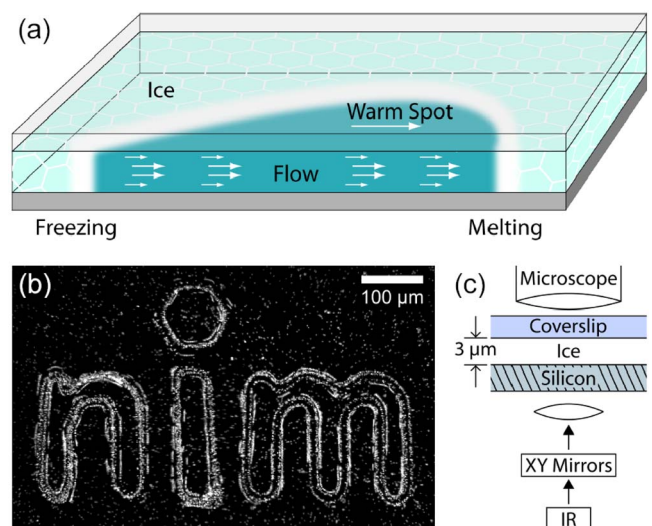 (a)
Ice
Warm Spot
Flow
Freezing Melting
(b)
100 µm
nim
(c)
Microscope
Coverslip
3 µm
Ice
Silicon
XY Mirrors
IR